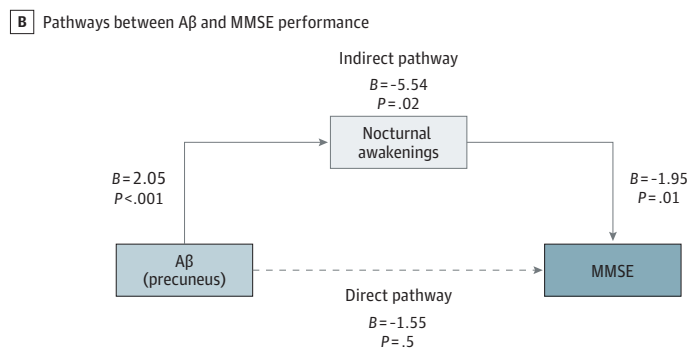 B Pathways between Aβ and MMSE performance
Indirect pathway
B=-5.54
P=.02
Nocturnal
awakenings
B=2.05
P<.001
B=-1.95
P=.01
Aβ
(precuneus)
MMSE
Direct pathway
B=-1.55
P=.5